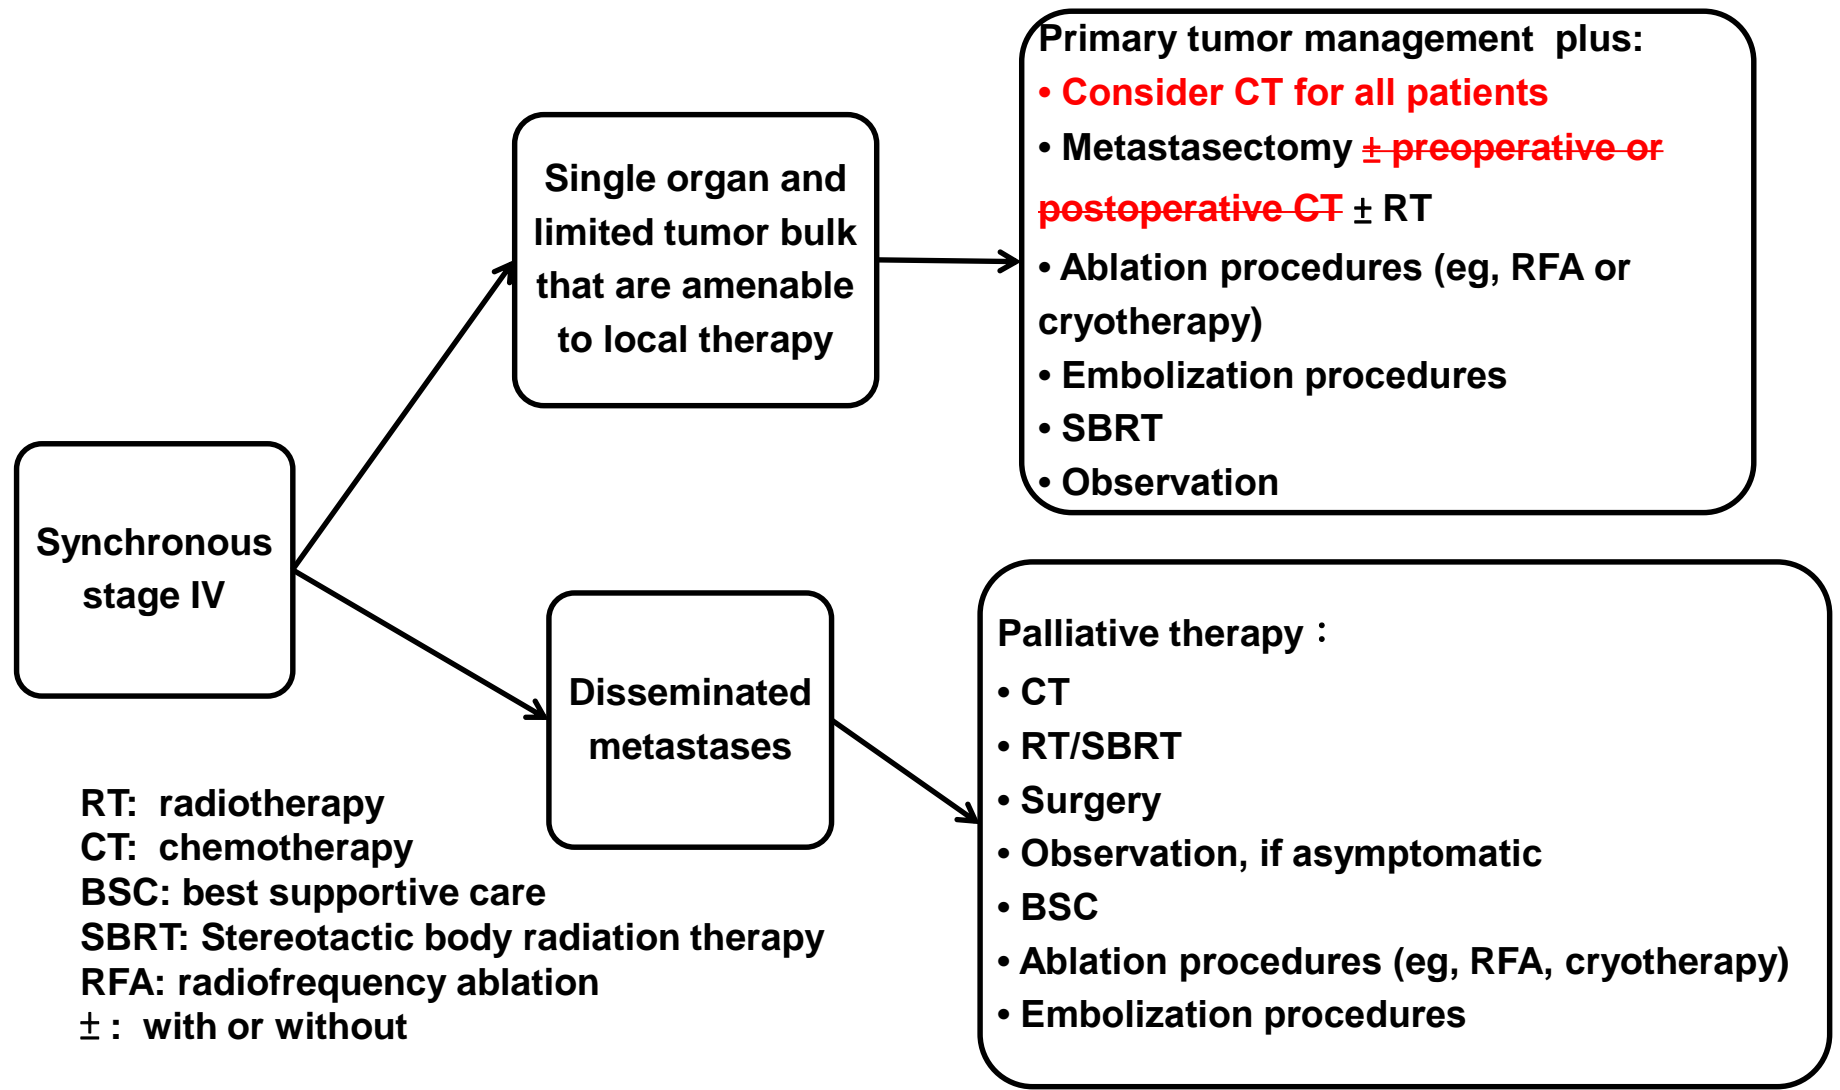 Primary tumor management plus:
• Consider CT for all patients
• Metastasectomy ± preoperative or
postoperative CT ± RT
• Ablation procedures (eg, RFA or
cryotherapy)
• Embolization procedures
• SBRT
• Observation
Single organ and
limited tumor bulk
that are amenable
to local therapy
Synchronous
stage IV
Disseminated
metastases
Palliative therapy：
• CT
• RT/SBRT
• Surgery
• Observation, if asymptomatic
• BSC
• Ablation procedures (eg, RFA, cryotherapy)
• Embolization procedures
RT: radiotherapy
CT: chemotherapy
BSC: best supportive care
SBRT: Stereotactic body radiation therapy
RFA: radiofrequency ablation
± : with or without